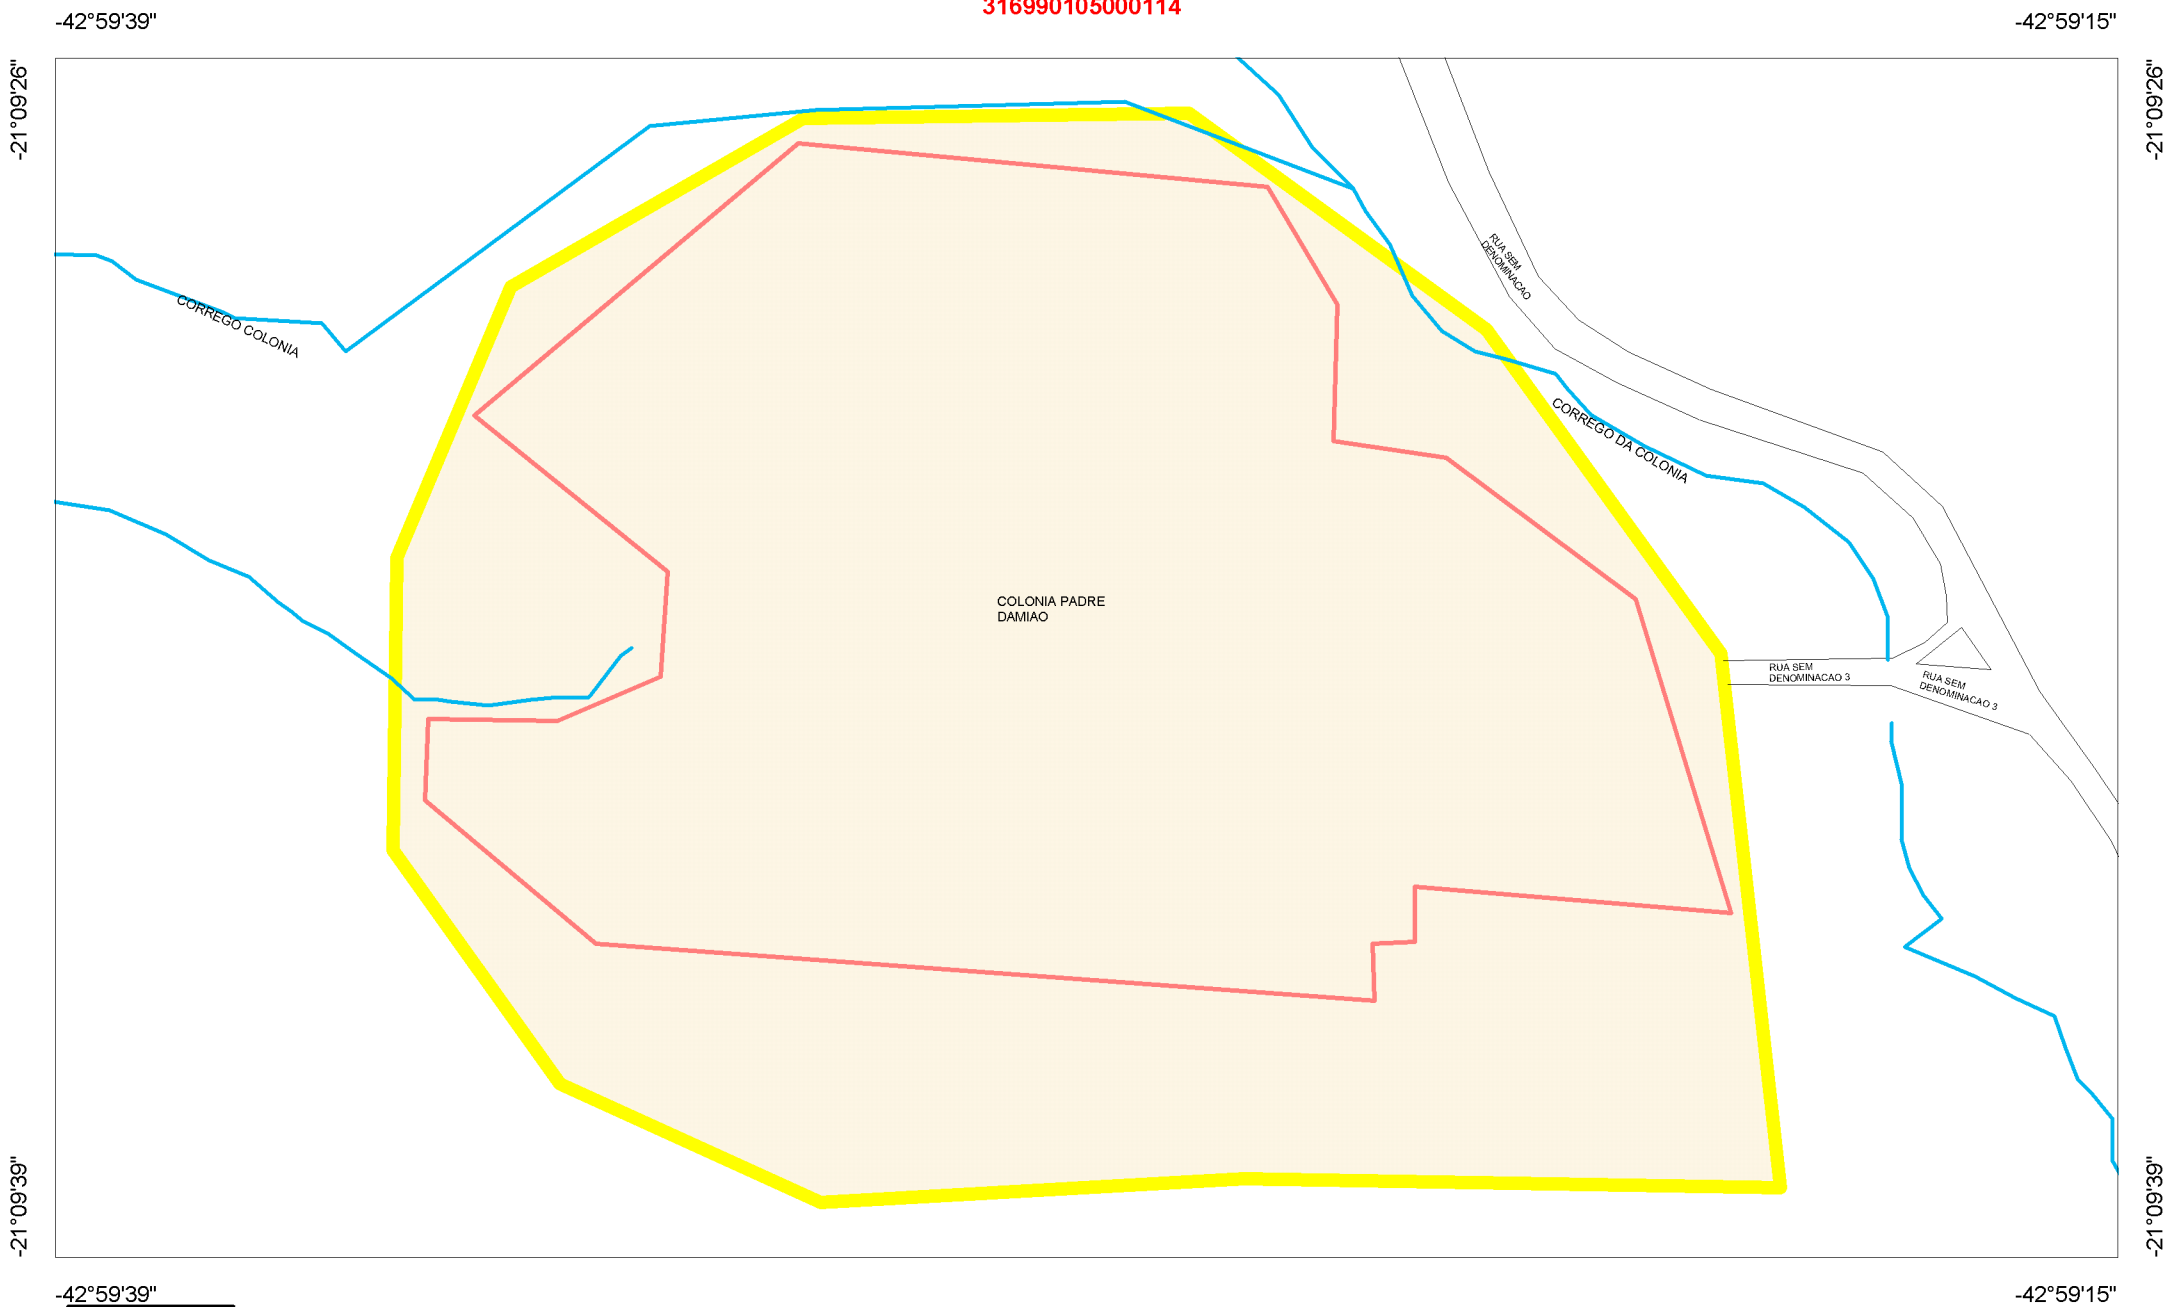 316990105000114
-42°59'39"
-42°59'15"
-21°09'26"
-21°09'26"
RUA SEM
DENOMINACAO
CORREGO COLONIA
CORREGO DA COLONIA
COLONIA PADRE
DAMIAO
RUA SEM
DENOMINACAO 3
RUA SEM
DENOMINACAO 3
-21°09'39"
-21°09'39"
-42°59'39"
-42°59'15"